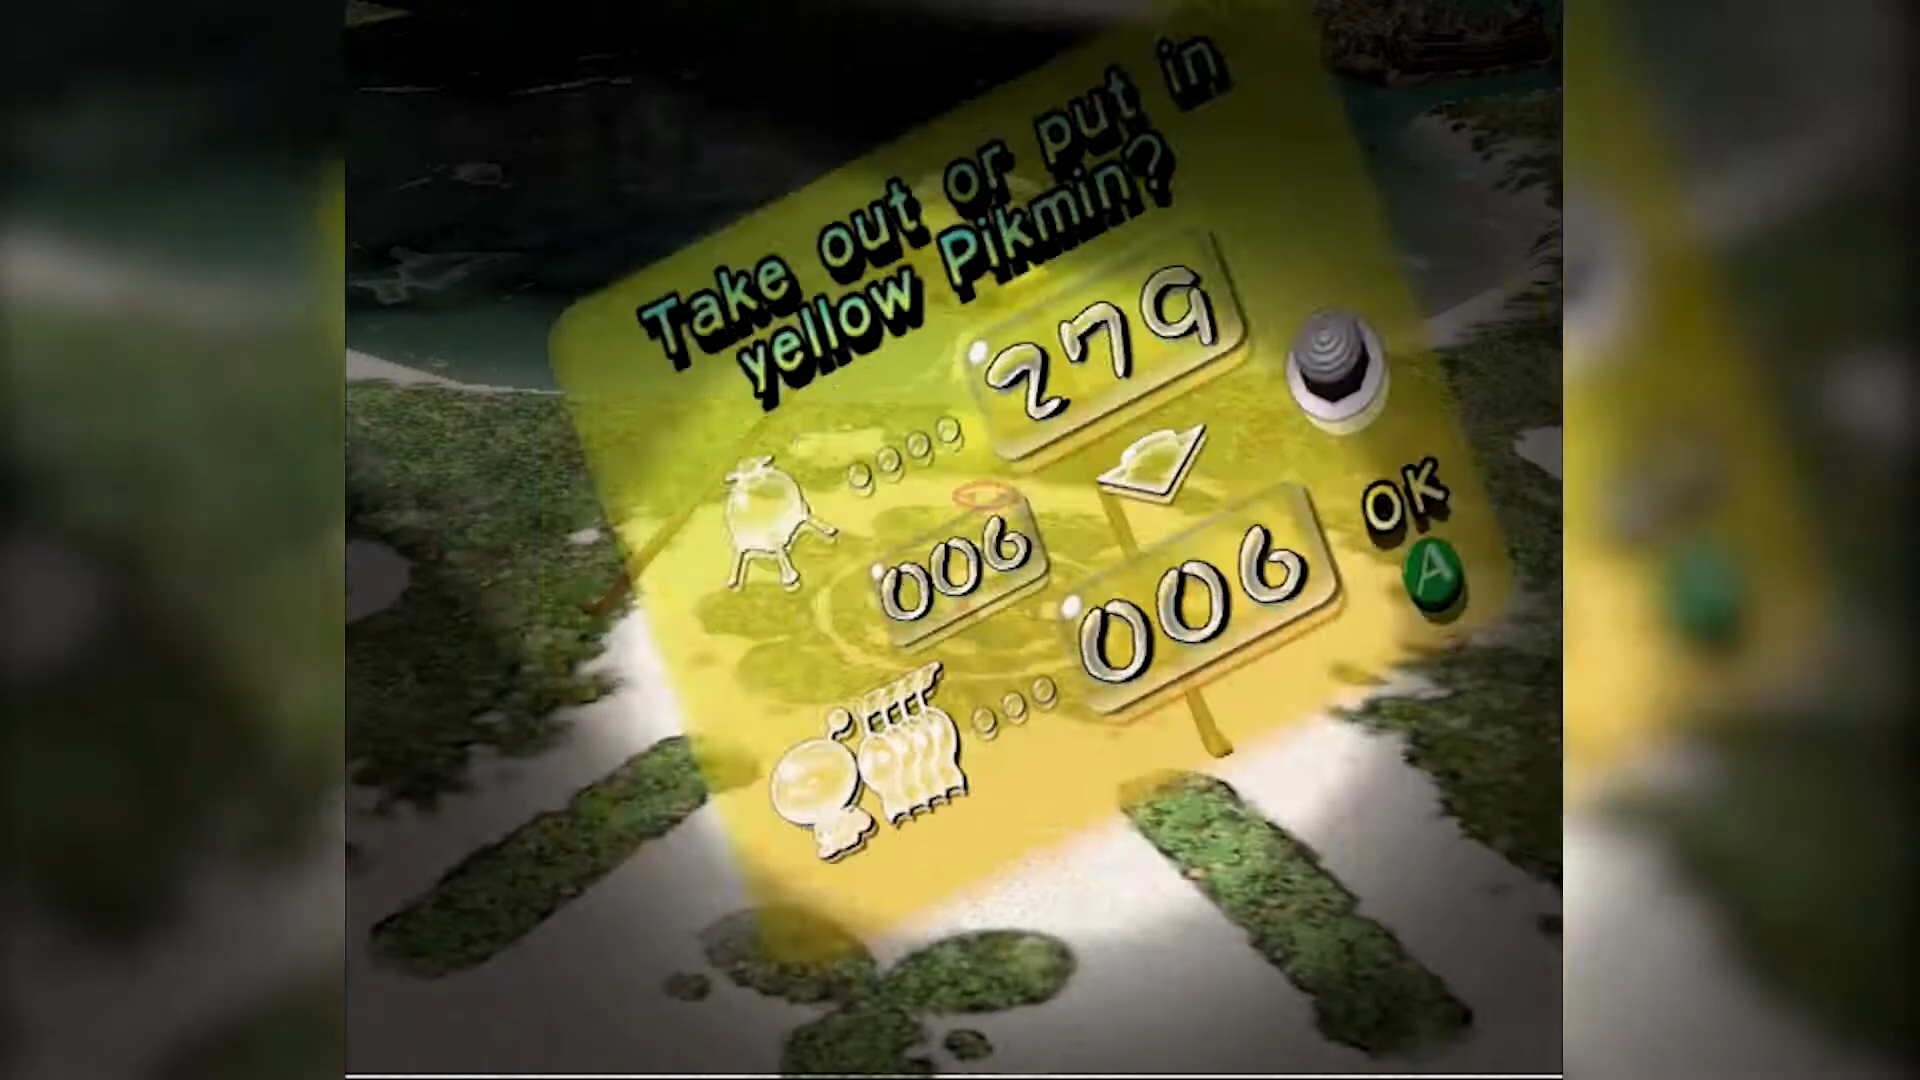 Take out or put in
yellow Pikmin?
279
006
006
OK
A